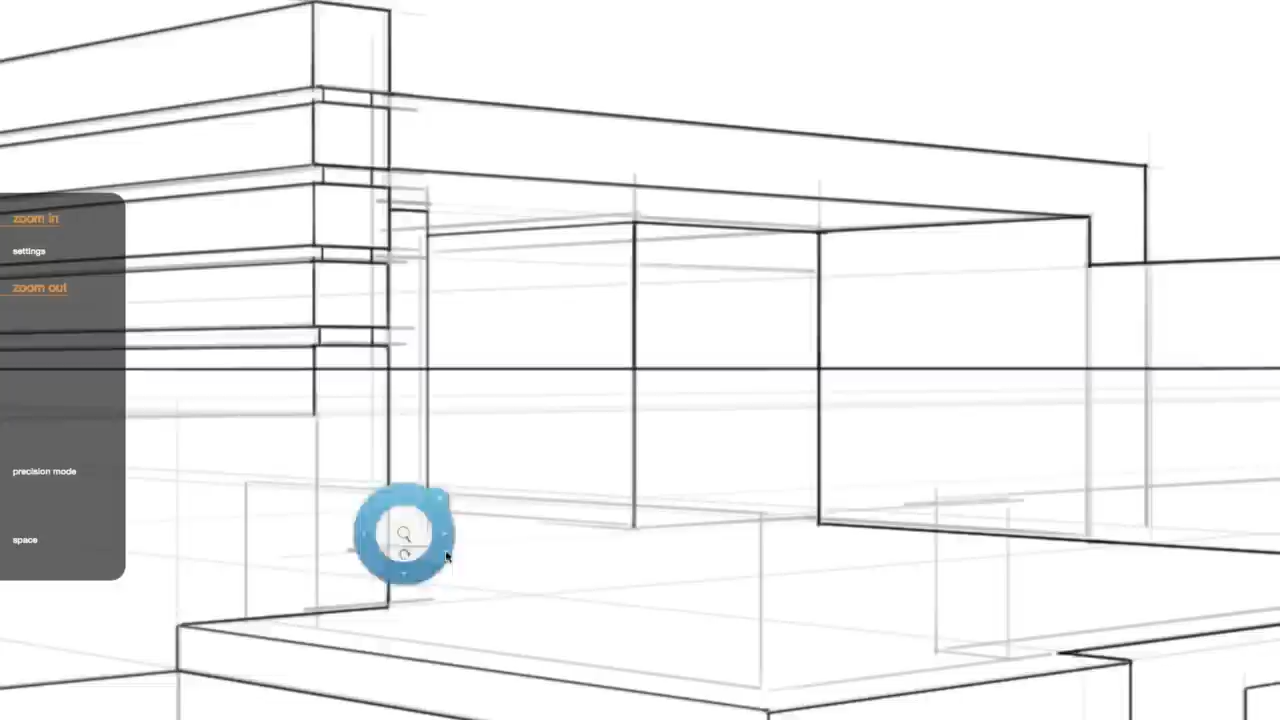 zoom in
settings
zoom out
precision mode
space